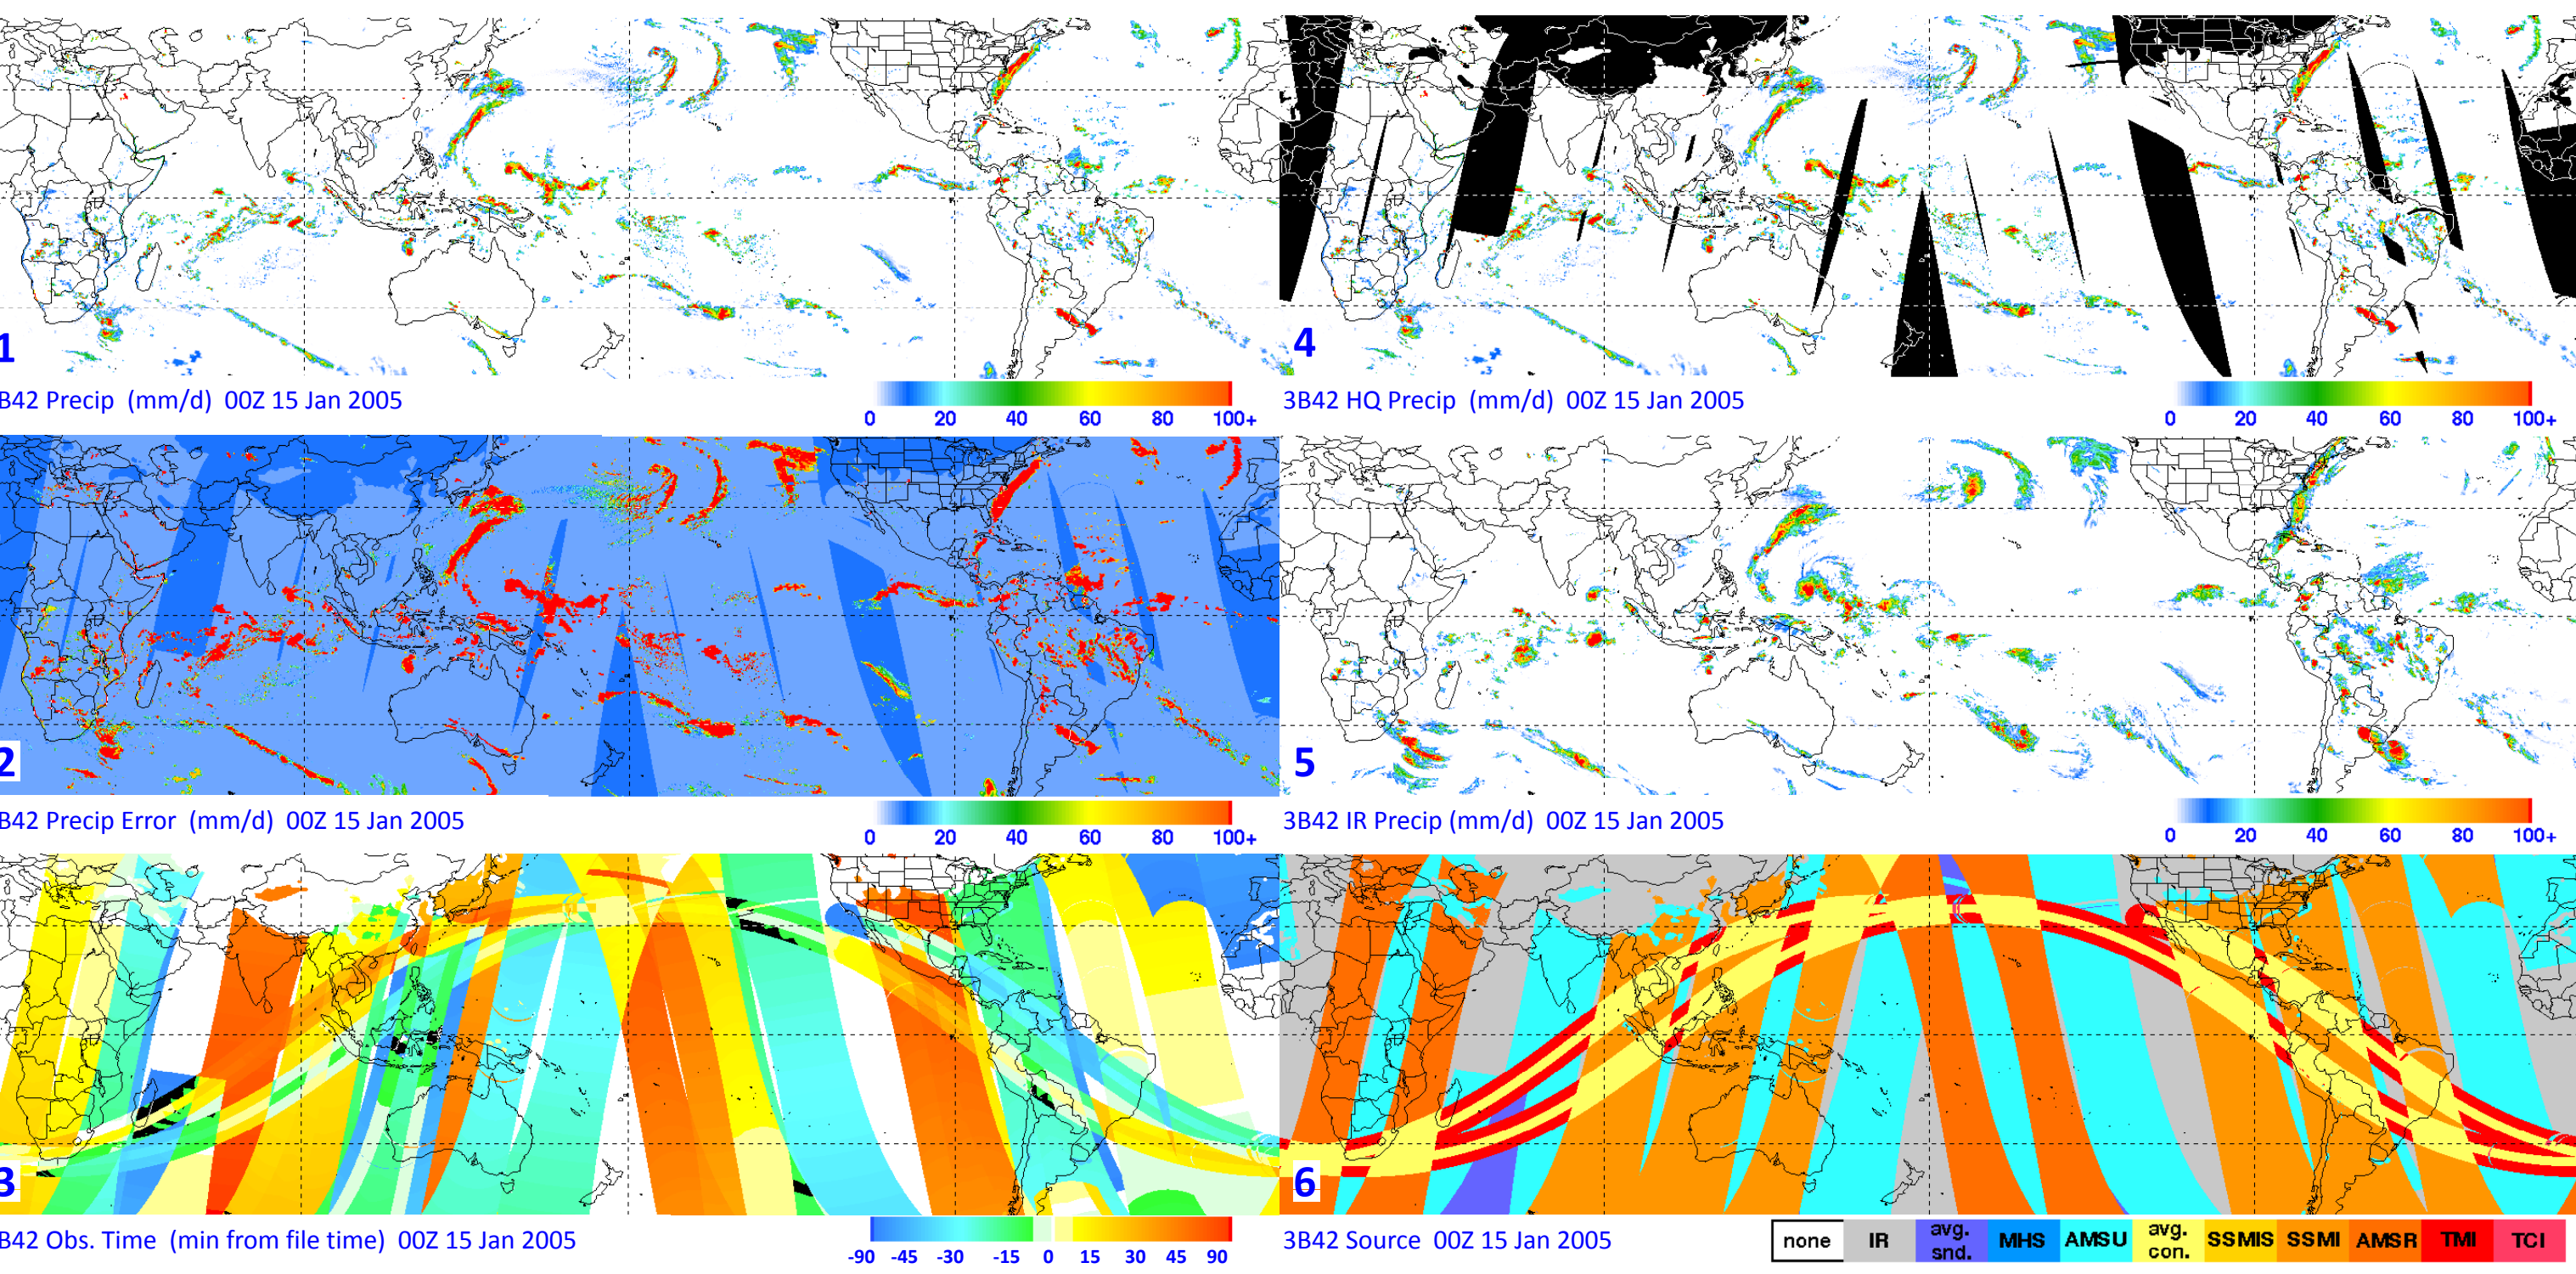 1
4
B42 Precip (mm/d) 00Z 15 Jan 2005
0 20 40 60 80 100+
3B42 HQ Precip (mm/d) 00Z 15 Jan 2005
0 20 40 60 80 100+
2
5
B42 Precip Error (mm/d) 00Z 15 Jan 2005
0 20 40 60 80 100+
3B42 IR Precip (mm/d) 00Z 15 Jan 2005
0 20 40 60 80 100+
3
6
B42 Obs. Time (min from file time) 00Z 15 Jan 2005
-90 -45 -30 -15 0 15 30 45 90
3B42 Source 00Z 15 Jan 2005
none IR avg. snd. MHS AMSU avg. con. SSMIS SSMI AMSR TMI TCI